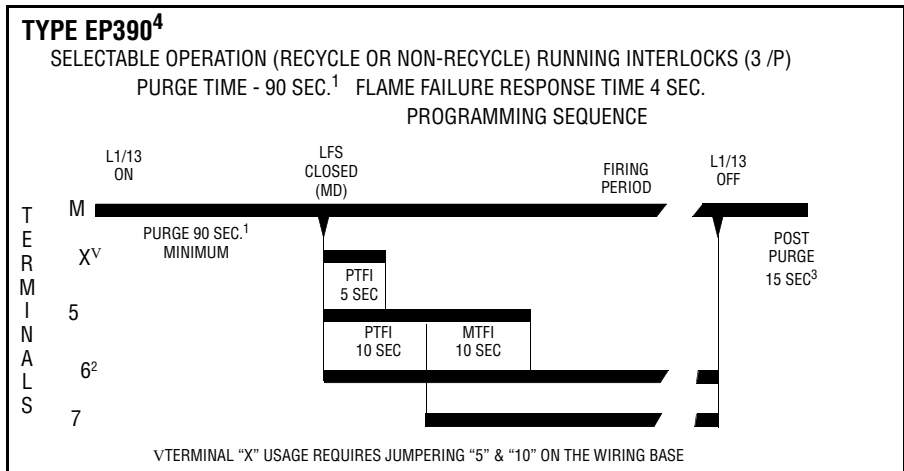 TYPE EP390⁴
SELECTABLE OPERATION (RECYCLE OR NON-RECYCLE) RUNNING INTERLOCKS (3 /P)
PURGE TIME - 90 SEC.¹ FLAME FAILURE RESPONSE TIME 4 SEC.
PROGRAMMING SEQUENCE
L1/13
ON
LFS
CLOSED
(MD)
FIRING
PERIOD
L1/13
OFF
TERMINALS
M
PURGE 90 SEC.¹
MINIMUM
POST
PURGE
15 SEC³
XV
PTFI
5 SEC
5
PTFI
10 SEC
MTFI
10 SEC
6²
7
VTERMINAL “X” USAGE REQUIRES JUMPERING “5” & “10” ON THE WIRING BASE